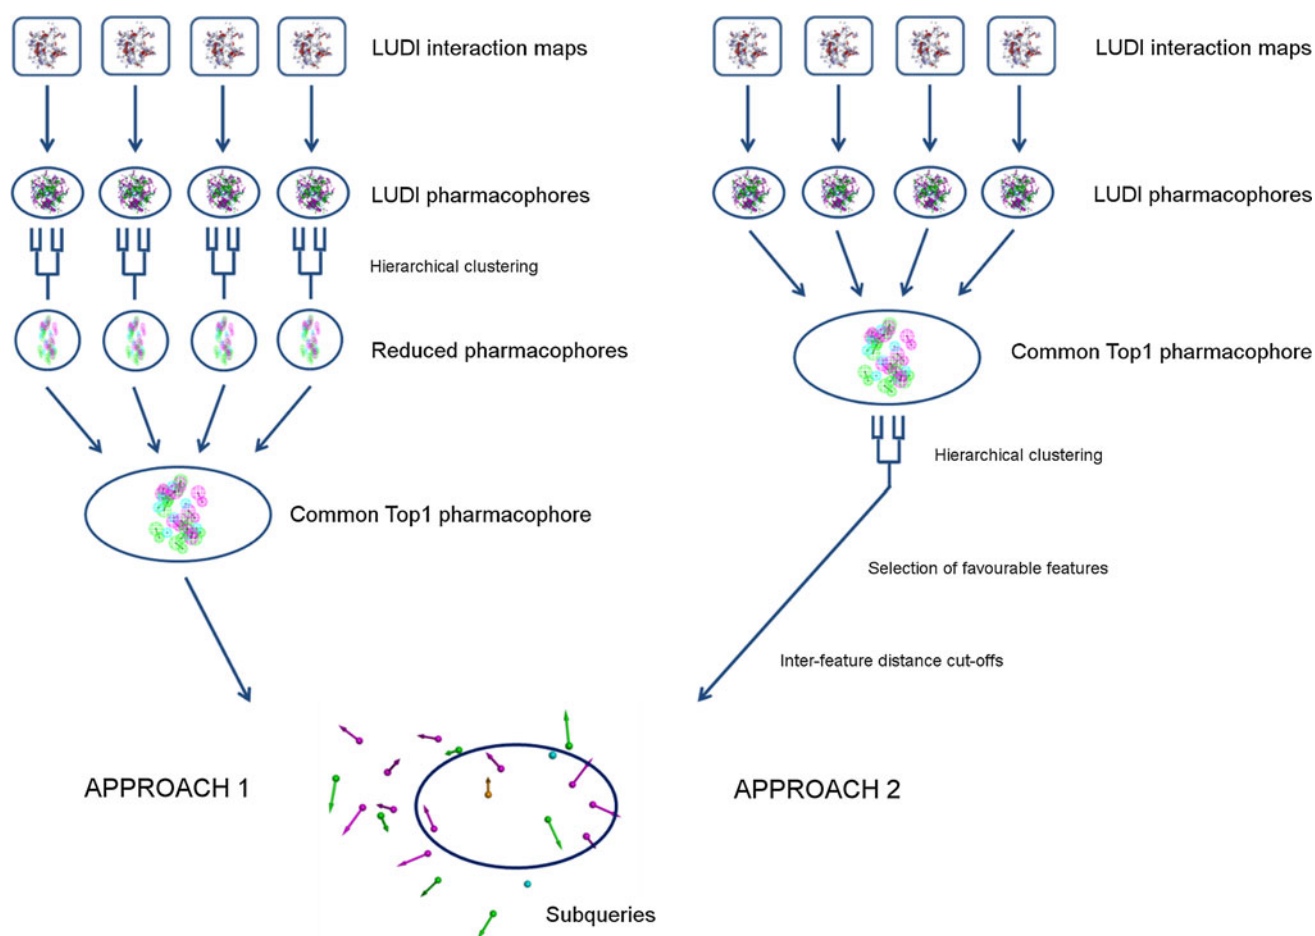 LUDI interaction maps
LUDI pharmacophores
Hierarchical clustering
Reduced pharmacophores
Common Top1 pharmacophore
APPROACH 1
LUDI interaction maps
LUDI pharmacophores
Common Top1 pharmacophore
Hierarchical clustering
Selection of favourable features
Inter-feature distance cut-offs
APPROACH 2
Subqueries